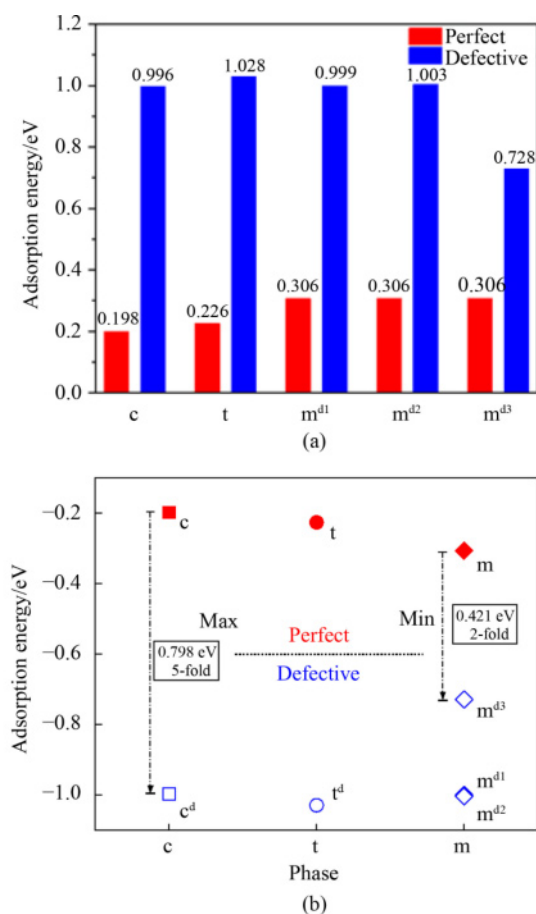 1.2
1.0
0.8
0.6
0.4
0.2
0.0
Adsorption energy/eV
Perfect
Defective
0.996
1.028
0.999
1.003
0.728
0.198
0.226
0.306
0.306
0.306
c
t
m^d1
m^d2
m^d3
(a)
−0.2
−0.4
−0.6
−0.8
−1.0
Adsorption energy/eV
c
t
m
Max
Min
0.798 eV
5-fold
0.421 eV
2-fold
Perfect
Defective
m^d3
c^d
t^d
m^d1
m^d2
c
t
m
Phase
(b)